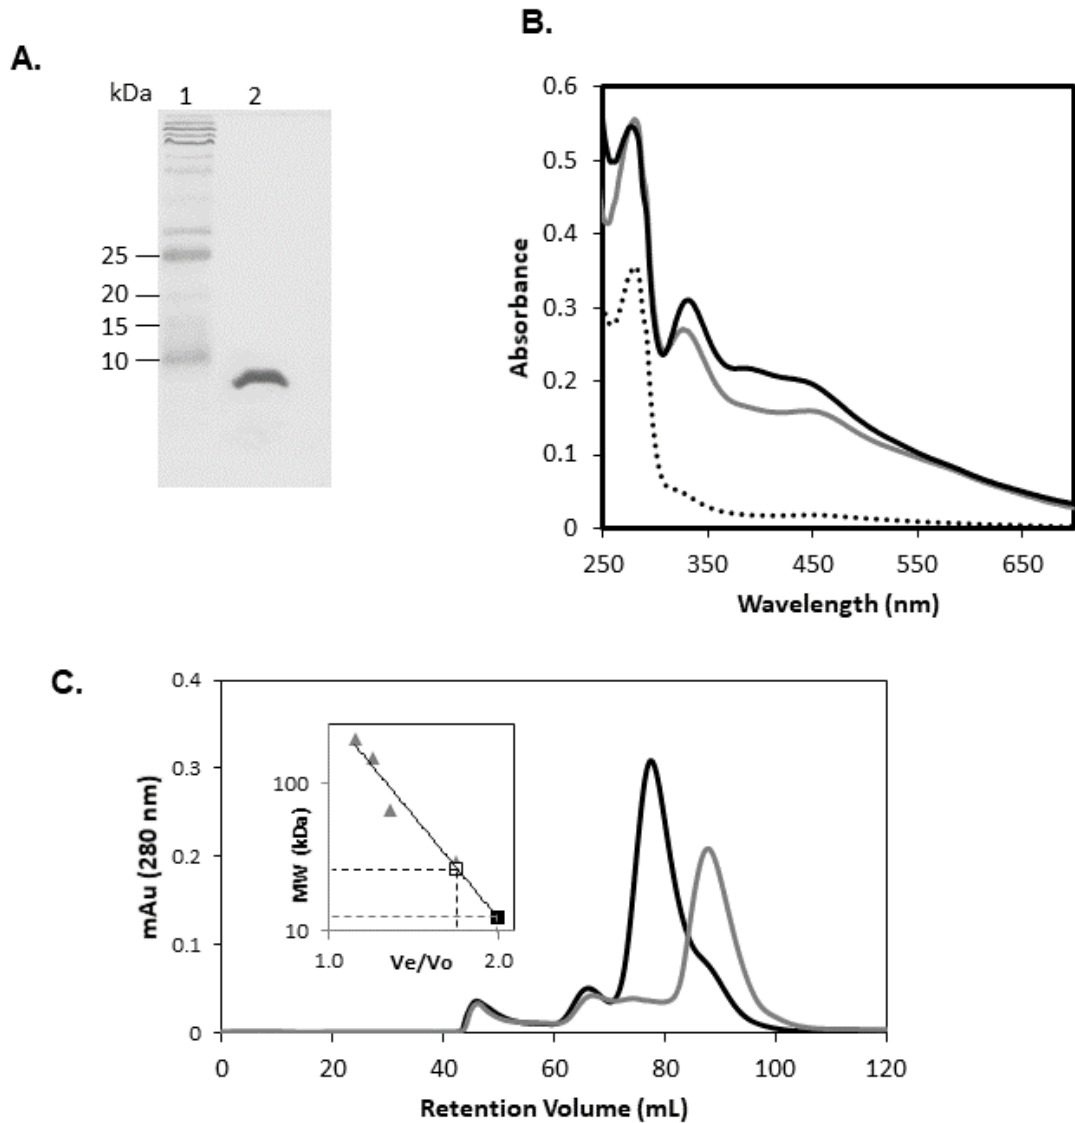 A.
kDa 1 2
25
20
15
10
B.
0.6
0.5
0.4
0.3
0.2
0.1
0
Absorbance
250 350 450 550 650
Wavelength (nm)
C.
0.4
0.3
0.2
0.1
0
mAu (280 nm)
100
10
MW (kDa)
1.0 Ve/Vo 2.0
0 20 40 60 80 100 120
Retention Volume (mL)